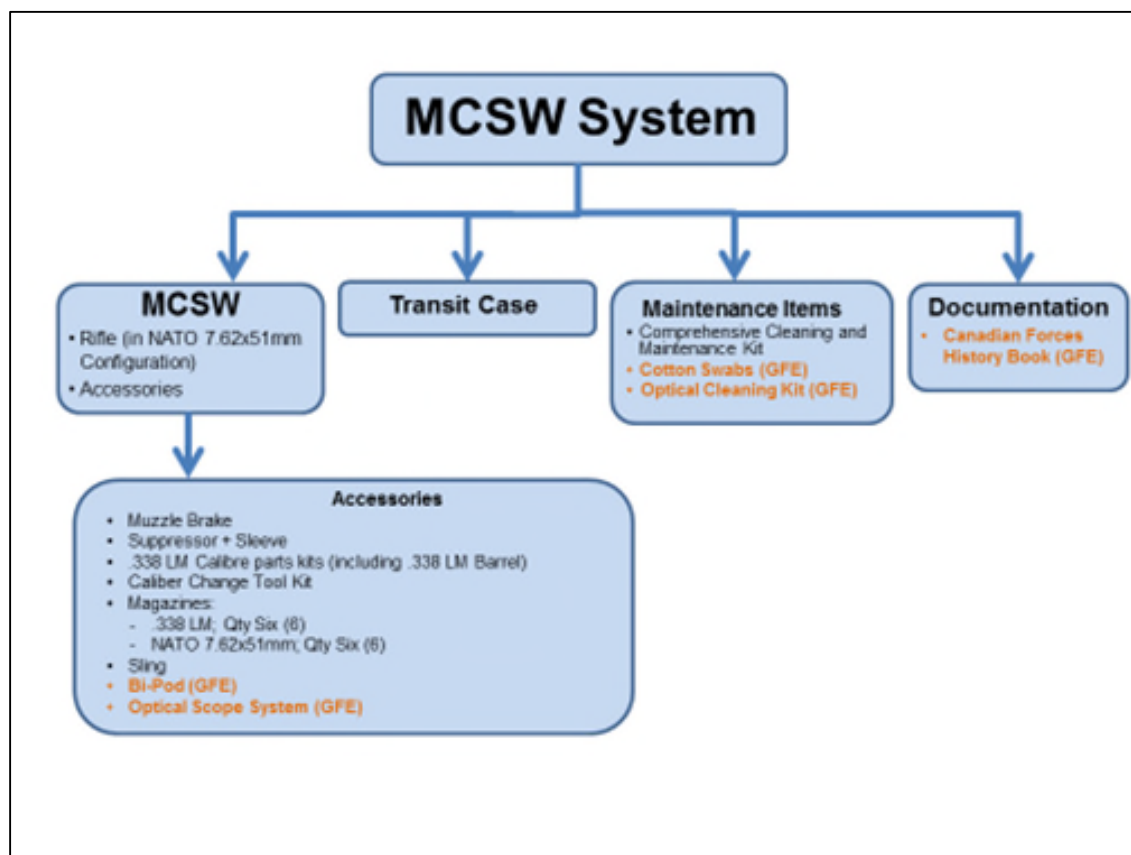 MCSW System
MCSW
• Rifle (in NATO 7.62x51mm
Configuration)
• Accessories
Transit Case
Maintenance Items
• Comprehensive Cleaning and
Maintenance Kit
• Cotton Swabs (GFE)
• Optical Cleaning Kit (GFE)
Documentation
• Canadian Forces
History Book (GFE)
Accessories
• Muzzle Brake
• Suppressor + Sleeve
• .338 LM Calibre parts kits (including .338 LM Barrel)
• Caliber Change Tool Kit
• Magazines:
- .338 LM; Qty Six (6)
- NATO 7.62x51mm; Qty Six (6)
• Sling
• Bi-Pod (GFE)
• Optical Scope System (GFE)